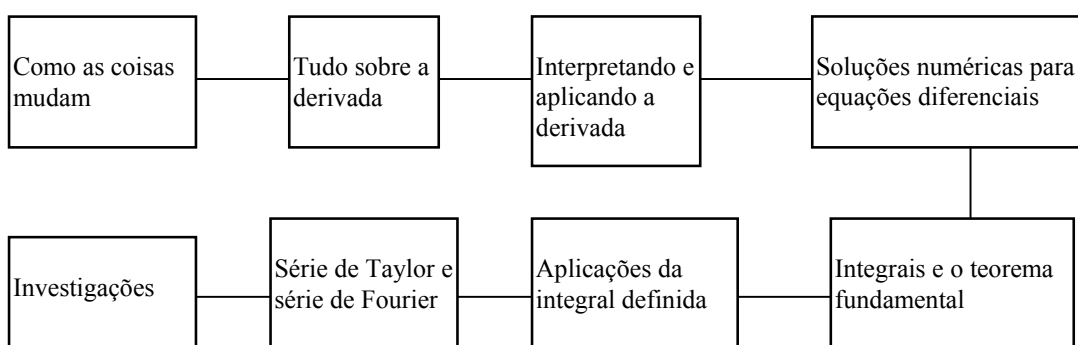 Como as coisas
mudam
Tudo sobre a
derivada
Interpretando e
aplicando a
derivada
Soluções numéricas para
equações diferenciais
Investigações
Série de Taylor e
série de Fourier
Aplicações da
integral definida
Integrais e o teorema
fundamental